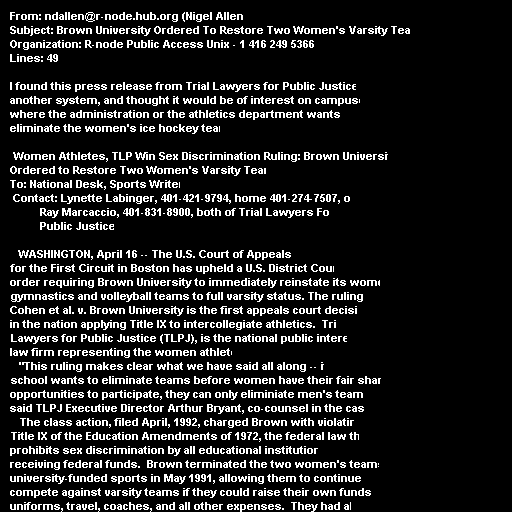 From: ndallen@r-node.hub.org (Nigel Allen
Subject: Brown University Ordered To Restore Two Women's Varsity Tea
Organization: R-node Public Access Unix - 1 416 249 5366
Lines: 49
I found this press release from Trial Lawyers for Public Justice
another system, and thought it would be of interest on campus
where the administration or the athletics department wants
eliminate the women's ice hockey tea
Women Athletes, TLP Win Sex Discrimination Ruling: Brown Universi
Ordered to Restore Two Women's Varsity Tea
To: National Desk, Sports Write
Contact: Lynette Labinger, 401-421-9794, home 401-274-7507, o
Ray Marcaccio, 401-831-8900, both of Trial Lawyers Fo
Public Justice
WASHINGTON, April 16 -- The U.S. Court of Appeals
for the First Circuit in Boston has upheld a U.S. District Cou
order requiring Brown University to immediately reinstate its wome
gymnastics and volleyball teams to full varsity status. The ruling
Cohen et al. v. Brown University is the first appeals court decisi
in the nation applying Title IX to intercollegiate athletics. Tri
Lawyers for Public Justice (TLPJ), is the national public intere
law firm representing the women athlet
"This ruling makes clear what we have said all along -- i
school wants to eliminate teams before women have their fair shar
opportunities to participate, they can only eliminiate men's team
said TLPJ Executive Director Arthur Bryant, co-counsel in the cas
The class action, filed April, 1992, charged Brown with violatin
Title IX of the Education Amendments of 1972, the federal law th
prohibits sex discrimination by all educational institution
receiving federal funds. Brown terminated the two women's team
university-funded sports in May 1991, allowing them to continue
compete against varsity teams if they could raise their own funds
uniforms, travel, coaches, and all other expenses. They had al